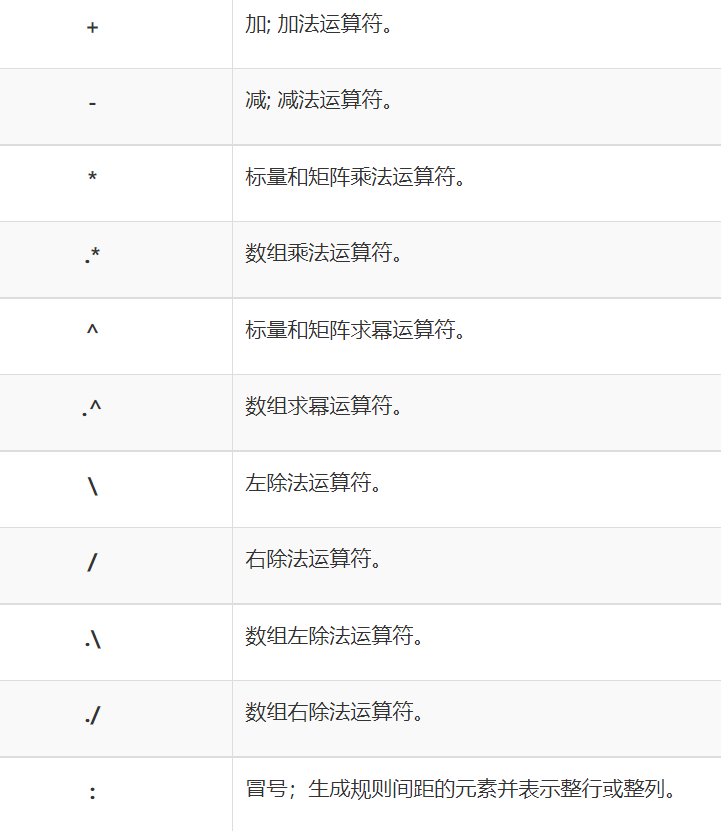 + 加; 加法运算符。
- 减; 减法运算符。
* 标量和矩阵乘法运算符。
.* 数组乘法运算符。
^ 标量和矩阵求幂运算符。
.^ 数组求幂运算符。
\ 左除法运算符。
/ 右除法运算符。
.\ 数组左除法运算符。
./ 数组右除法运算符。
: 冒号；生成规则间距的元素并表示整行或整列。